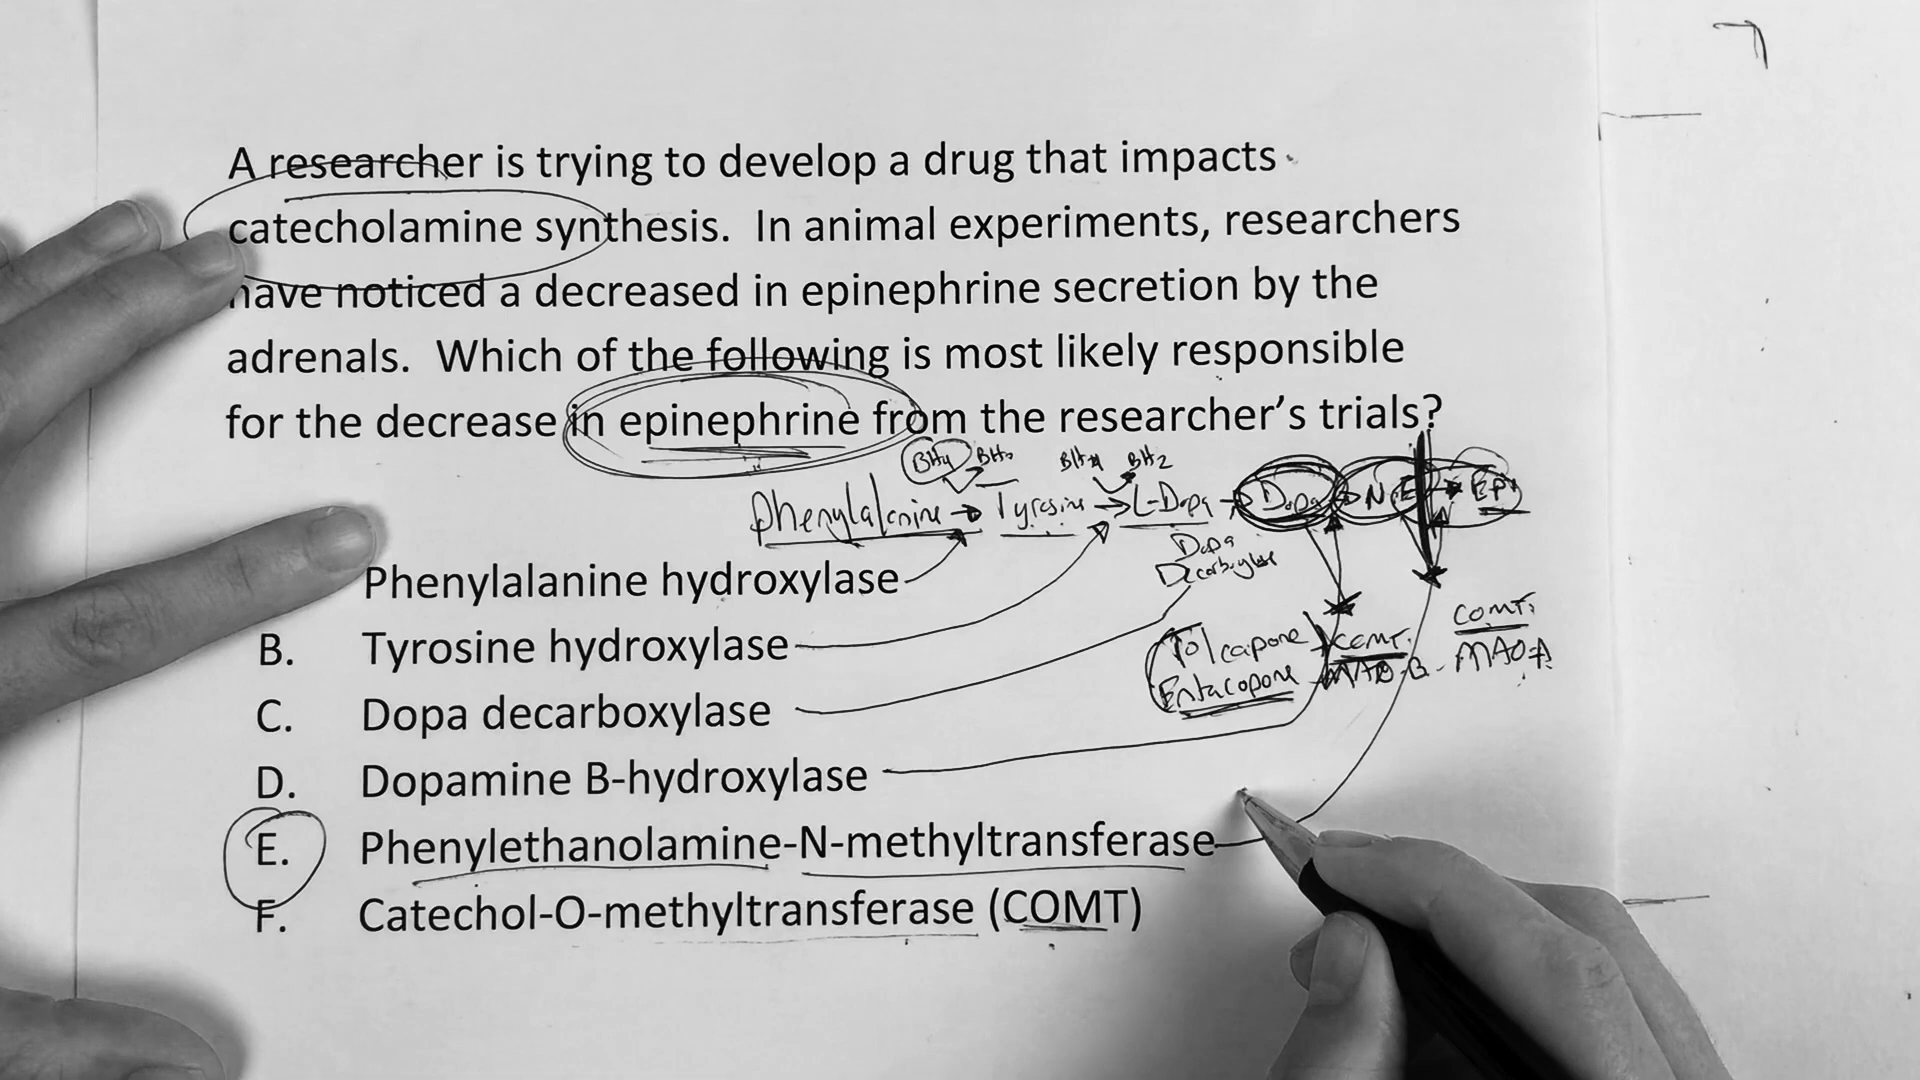 A researcher is trying to develop a drug that impacts
catecholamine synthesis. In animal experiments, researchers
have noticed a decreased in epinephrine secretion by the
adrenals. Which of the following is most likely responsible
for the decrease in epinephrine from the researcher's trials?
BH4 BH2 BH4 BH2
Phenylalanine → Tyrosine → L-Dopa → Dopa → NE → Epi
Dopa
Decarboxylase
Phenylalanine hydroxylase
COMT
B. Tyrosine hydroxylase
Tolcapone COMT
MAO-A
Entacopone MAO-B
C. Dopa decarboxylase
D. Dopamine B-hydroxylase
E. Phenylethanolamine-N-methyltransferase
F. Catechol-O-methyltransferase (COMT)